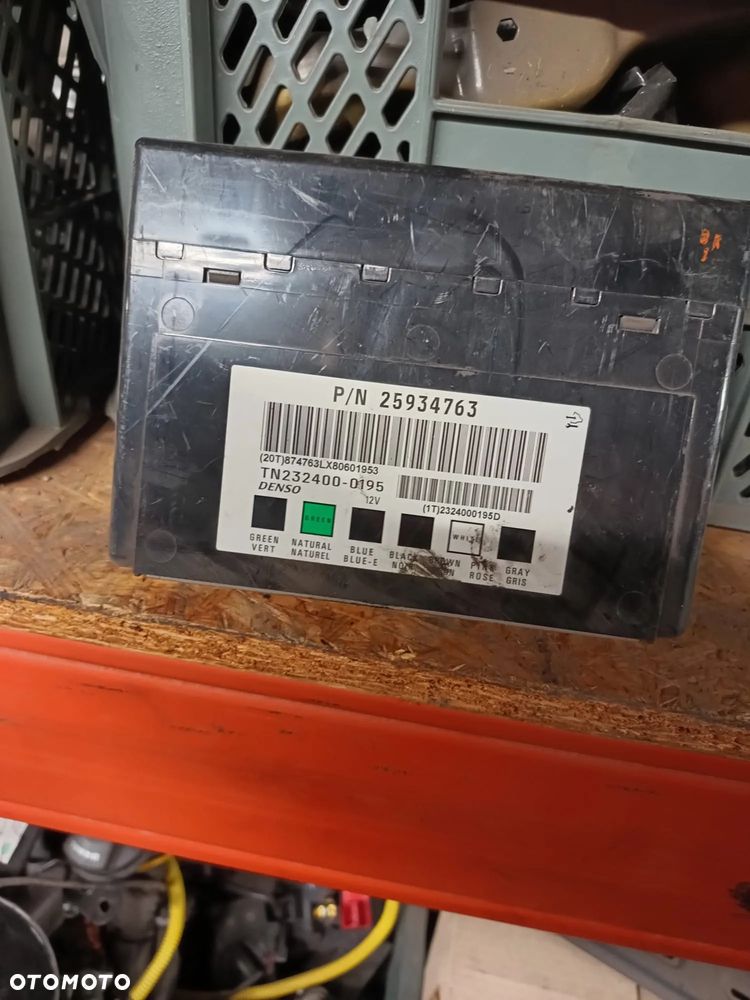 P/N 25934763
(20T)874763LX80601953
TN232400-0195
DENSO
12V
(1T)2324000195D
GREEN
WHITE
GREEN NATURAL BLUE BLACK BROWN PINK GRAY
VERT NATUREL BLUE-E NOIR ROSE GRIS
OTOMOTO